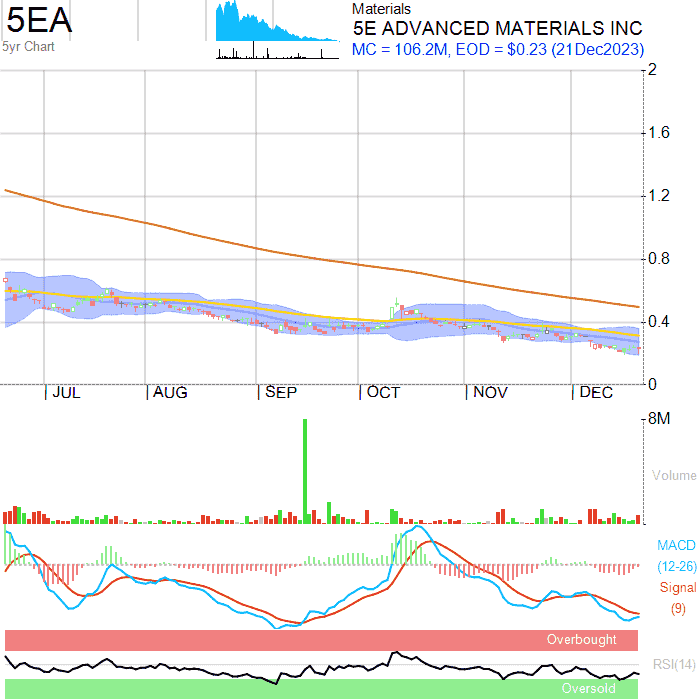 5EA
5yr Chart
Materials
5E ADVANCED MATERIALS INC
MC = 106.2M, EOD = $0.23 (21Dec2023)
2
1.6
1.2
0.8
0.4
0
JUL AUG SEP OCT NOV DEC
8M
Volume
MACD
(12-26)
Signal
(9)
Overbought
RSI(14)
Oversold